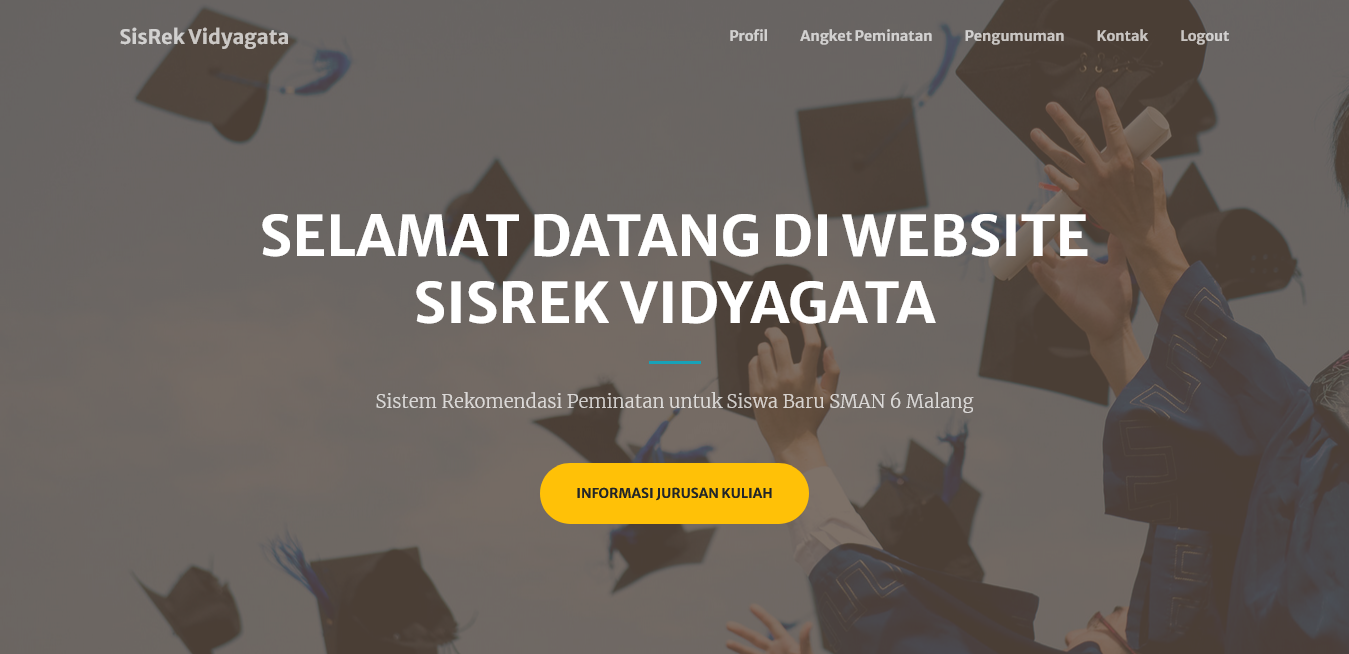 SisRek Vidyagata
Profil
Angket Peminatan
Pengumuman
Kontak
Logout
SELAMAT DATANG DI WEBSITE
SISREK VIDYAGATA
Sistem Rekomendasi Peminatan untuk Siswa Baru SMAN 6 Malang
INFORMASI JURUSAN KULIAH